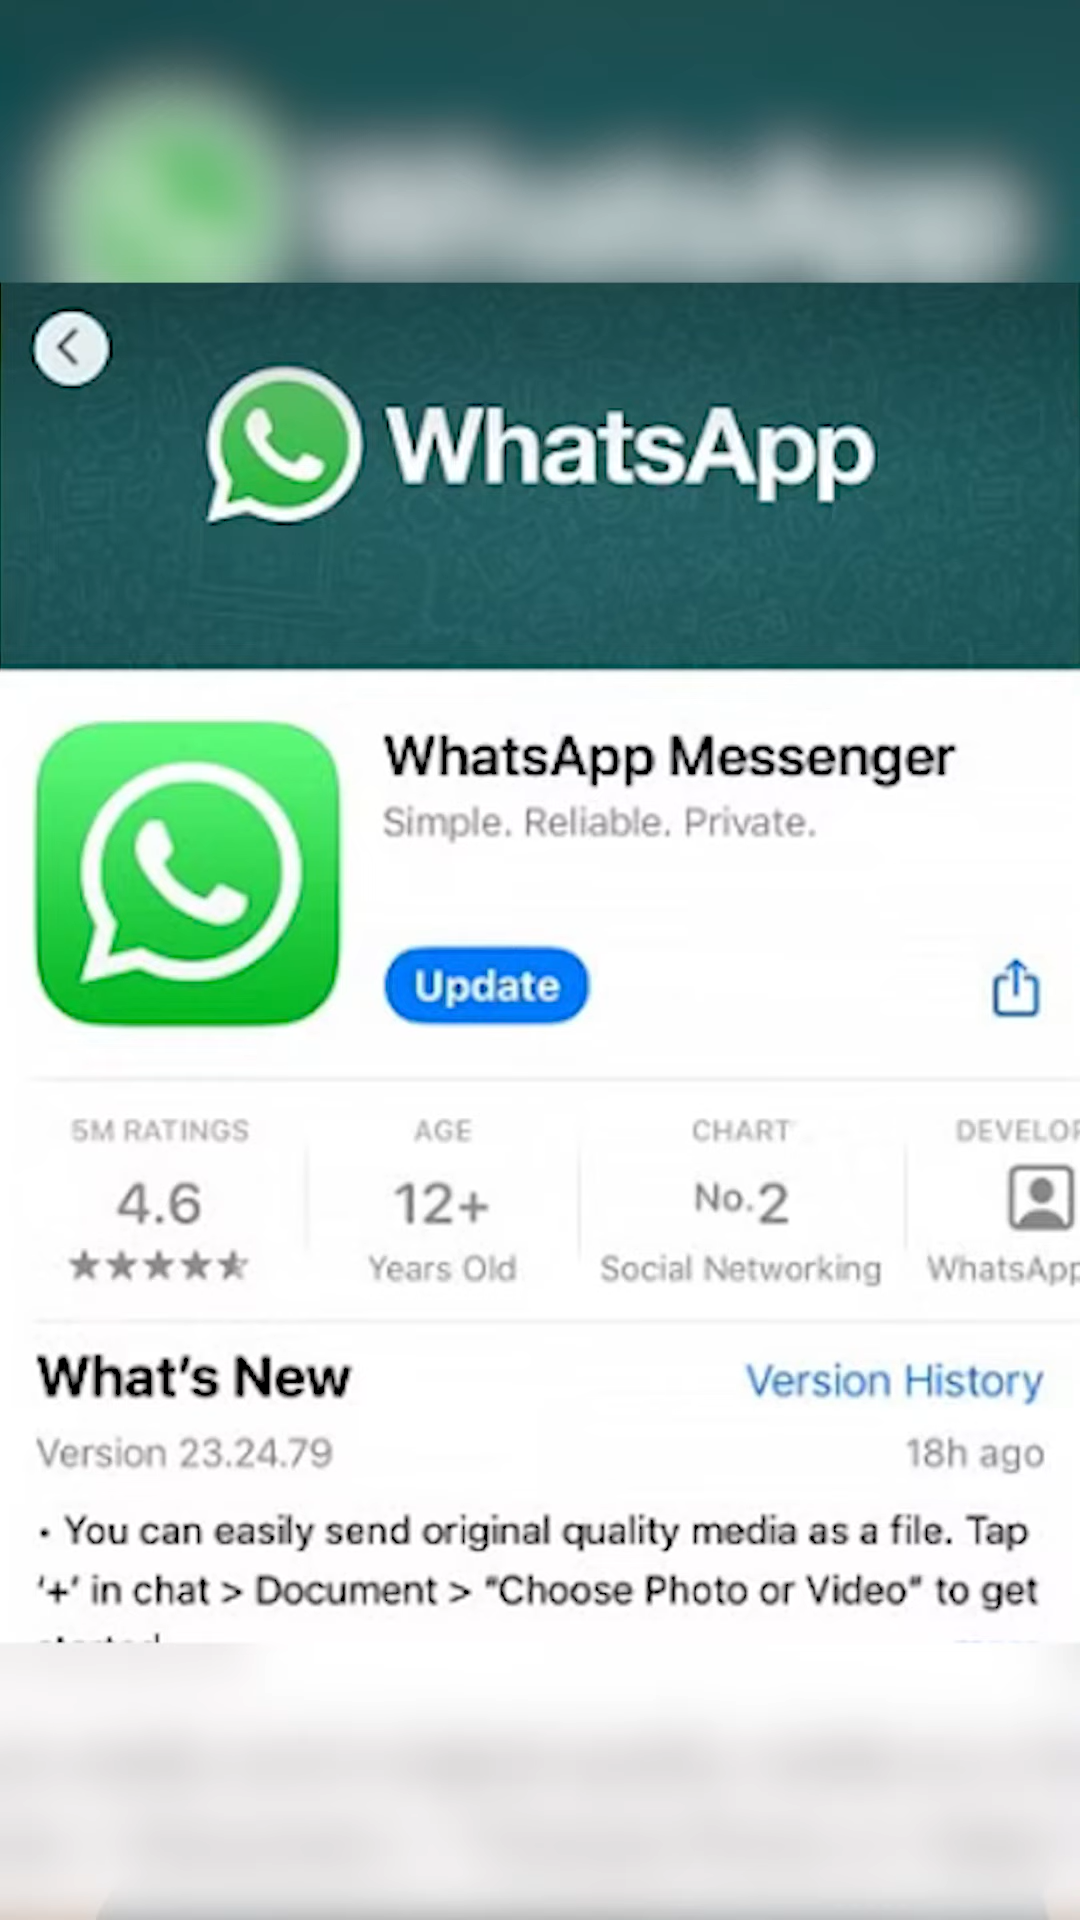 WhatsApp
WhatsApp Messenger
Simple. Reliable. Private.
Update
5M RATINGS
4.6
AGE
12+
Years Old
CHART
No.2
Social Networking
DEVELOP
WhatsApp
What's New
Version History
Version 23.24.79
18h ago
• You can easily send original quality media as a file. Tap
'+' in chat > Document > "Choose Photo or Video" to get